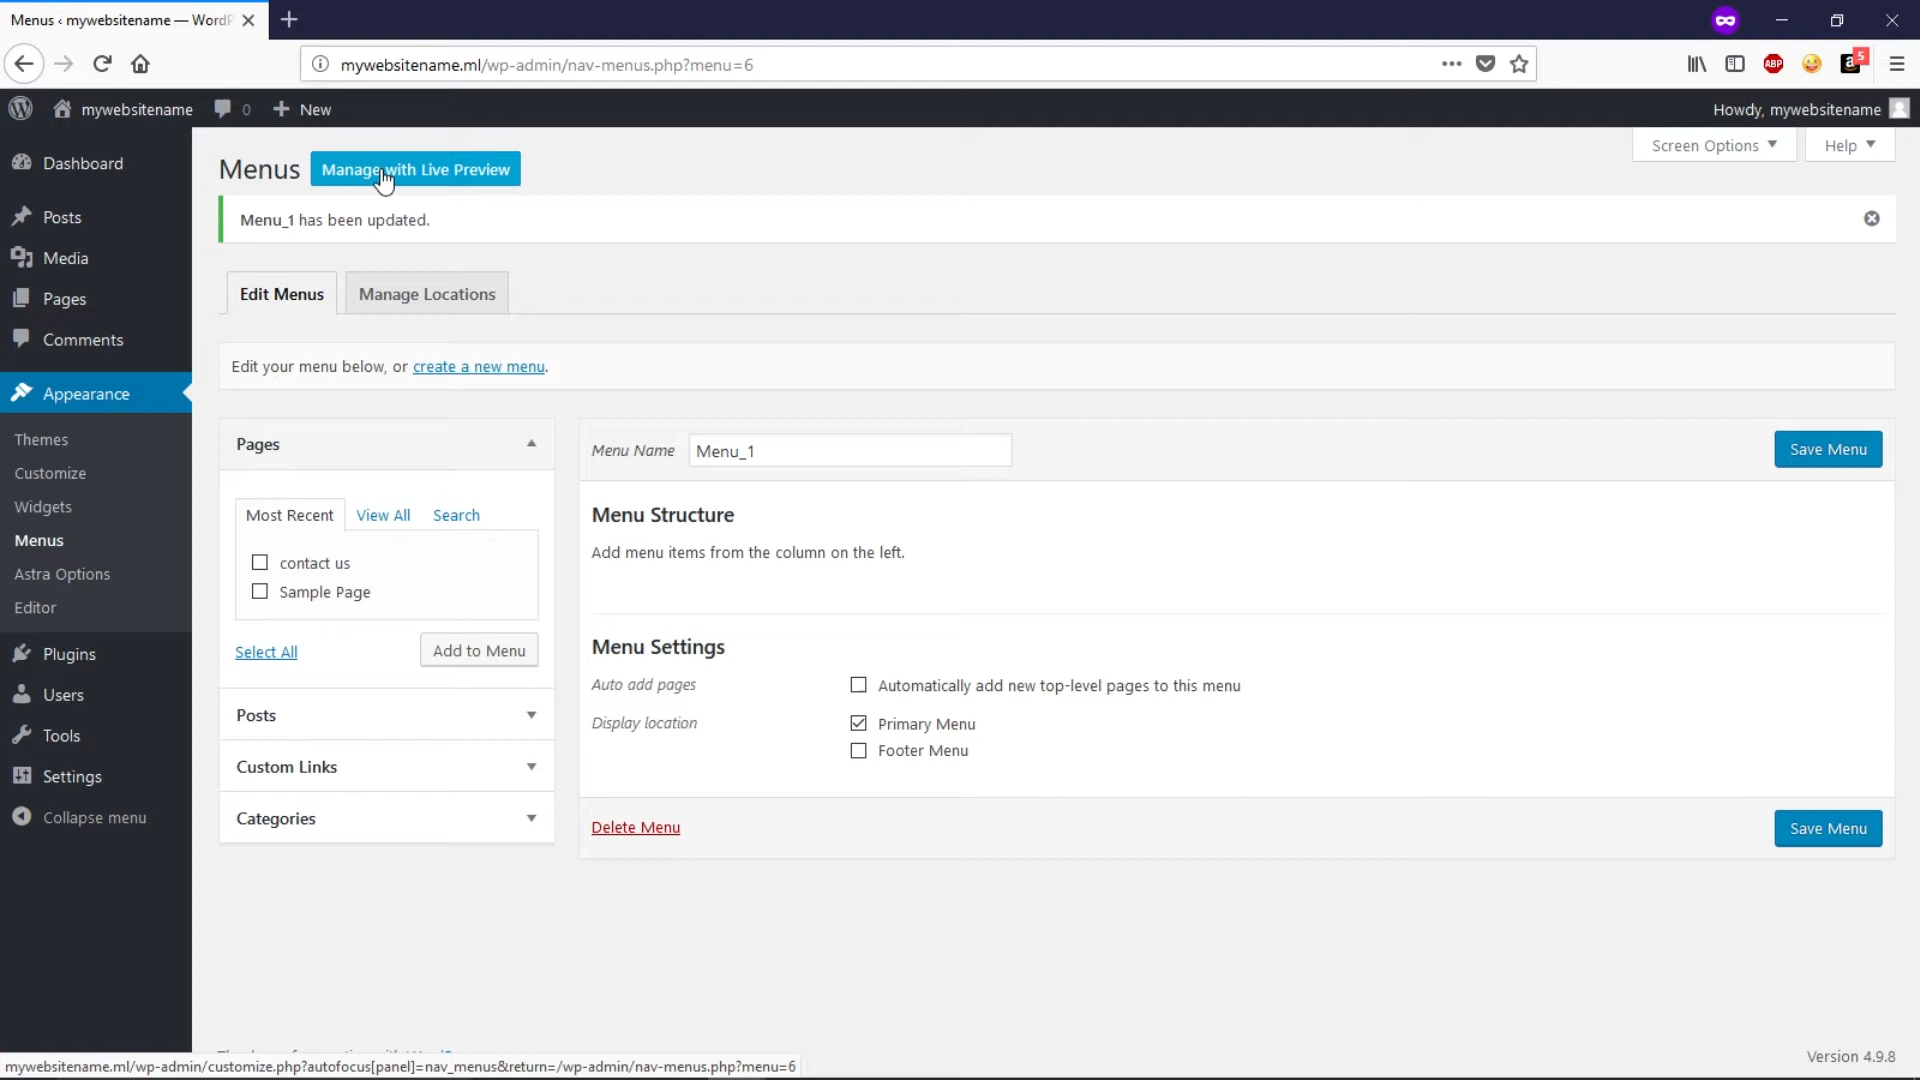 Menus ‹ mywebsitename — WordP
mywebsitename.ml/wp-admin/nav-menus.php?menu=6
ABP
5
mywebsitename
0
New
Howdy, mywebsitename
Screen Options
Help
Dashboard
Posts
Media
Pages
Comments
Appearance
Themes
Customize
Widgets
Menus
Astra Options
Editor
Plugins
Users
Tools
Settings
Collapse menu
Menus
Manage with Live Preview
Menu_1 has been updated.
Edit Menus
Manage Locations
Edit your menu below, or create a new menu.
Pages
Most Recent
View All
Search
contact us
Sample Page
Select All
Add to Menu
Posts
Custom Links
Categories
Menu Name
Menu_1
Save Menu
Menu Structure
Add menu items from the column on the left.
Menu Settings
Auto add pages
Automatically add new top-level pages to this menu
Display location
Primary Menu
Footer Menu
Delete Menu
Save Menu
Version 4.9.8
mywebsitename.ml/wp-admin/customize.php?autofocus[panel]=nav_menus&return=/wp-admin/nav-menus.php?menu=6